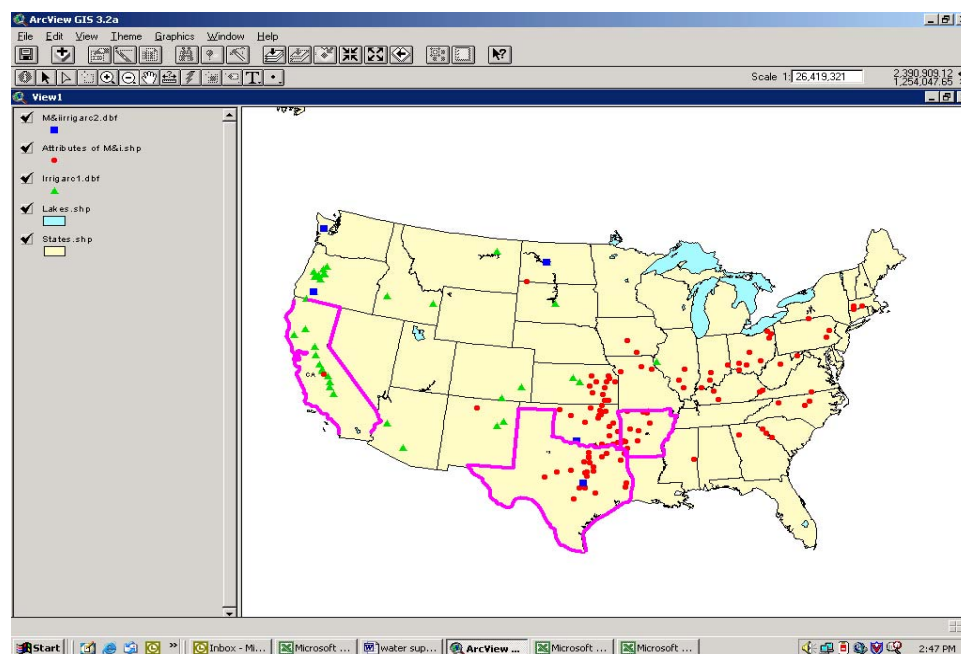 ArcView GIS 3.2a
File Edit View Theme Graphics Window Help
Scale 1: 26,419,321
2,390,909.12
1,254,047.65
View1
M&iirrigarc2.dbf
Attributes of M&i.shp
Irrigarc1.dbf
Lakes.shp
States.shp
CA
Start
»
Inbox - Mi...
Microsoft ...
water sup...
ArcView ...
Microsoft ...
Microsoft ...
2:47 PM